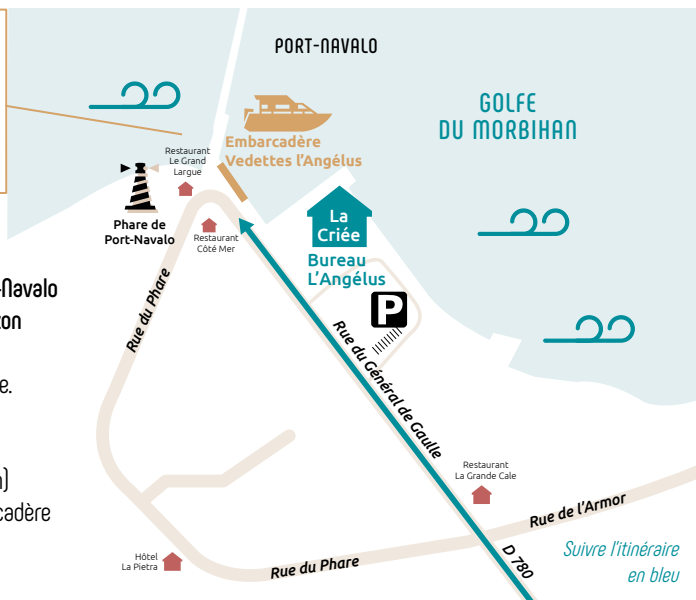 PORT-NAVALO
GOLFE
DU MORBIHAN
Embarcadère
Vedettes l'Angélus
Restaurant
Le Grand
Largue
Phare de
Port-Navalo
Restaurant
Côté Mer
La
Criée
Bureau
L'Angélus
P
Rue du Phare
Rue du Général de Gaulle
-Navalo
zon
e.
n)
cadère
Restaurant
La Grande Cale
Rue de l'Armor
Hôtel
La Pietra
Rue du Phare
D 780
Suivre l'itinéraire
en bleu